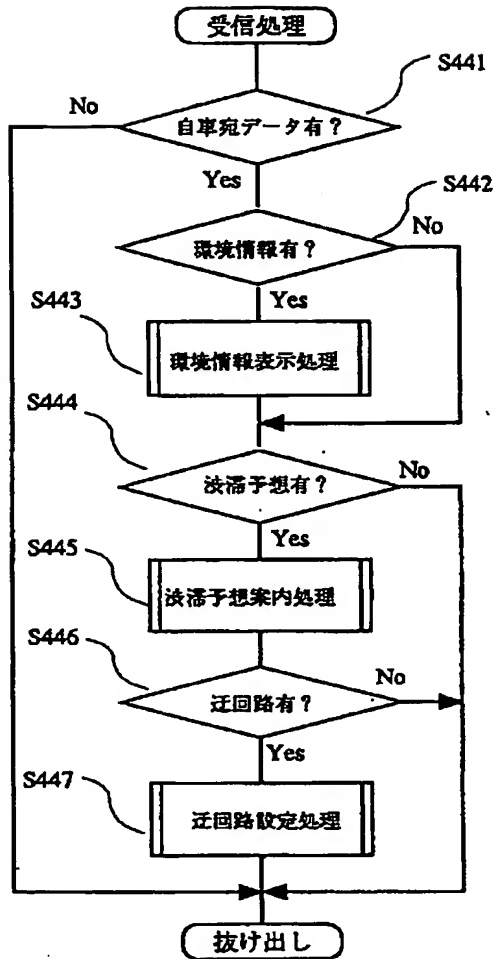 受信処理
S441
No
自車宛データ有？
Yes
S442
環境情報有？
No
Yes
S443
環境情報表示処理
S444
渋滞予想有？
No
Yes
S445
渋滞予想案内処理
S446
迂回路有？
No
Yes
S447
迂回路設定処理
抜け出し